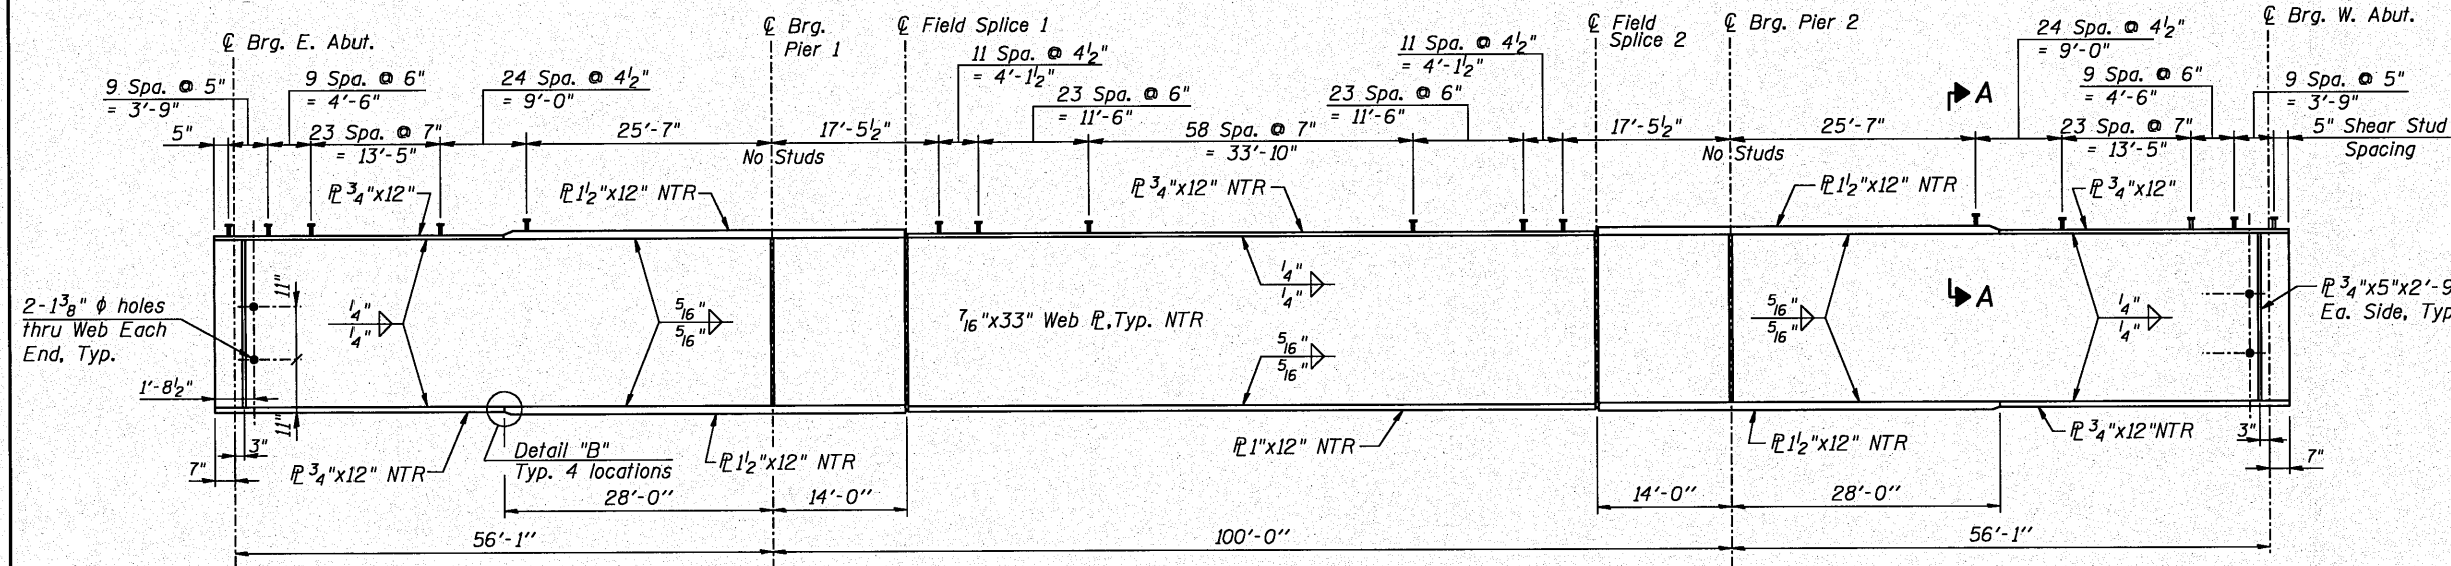 ℄ Brg. E. Abut.
℄ Brg.
Pier 1
℄ Field Splice 1
℄ Field
Splice 2
℄ Brg. Pier 2
℄ Brg. W. Abut.
9 Spa. @ 5"
= 3'-9"
9 Spa. @ 6"
= 4'-6"
24 Spa. @ 4½"
= 9'-0"
11 Spa. @ 4½"
= 4'-1½"
23 Spa. @ 6"
= 11'-6"
11 Spa. @ 4½"
= 4'-1½"
23 Spa. @ 6"
= 11'-6"
24 Spa. @ 4½"
= 9'-0"
9 Spa. @ 6"
= 4'-6"
9 Spa. @ 5"
= 3'-9"
5"
23 Spa. @ 7"
= 13'-5"
25'-7"
No Studs
17'-5½"
58 Spa. @ 7"
= 33'-10"
17'-5½"
No Studs
25'-7"
23 Spa. @ 7"
= 13'-5"
5" Shear Stud
Spacing
A
A
℄ ¾"x12"
℄ 1½"x12" NTR
℄ ¾"x12" NTR
℄ 1½"x12" NTR
℄ ¾"x12"
2-1⅜" ϕ holes
thru Web Each
End, Typ.
11"
11"
¼"
¼"
5/16"
5/16"
7/16"x33" Web ℄, Typ. NTR
¼"
¼"
5/16"
5/16"
5/16"
5/16"
¼"
¼"
℄ ¾"x5"x2'-9
Ea. Side, Typ
1'-8½"
3"
7"
℄ ¾"x12" NTR
Detail "B"
Typ. 4 locations
℄ 1½"x12" NTR
℄ 1"x12" NTR
℄ 1½"x12" NTR
℄ ¾"x12"NTR
3"
7"
28'-0"
14'-0"
14'-0"
28'-0"
56'-1"
100'-0"
56'-1"